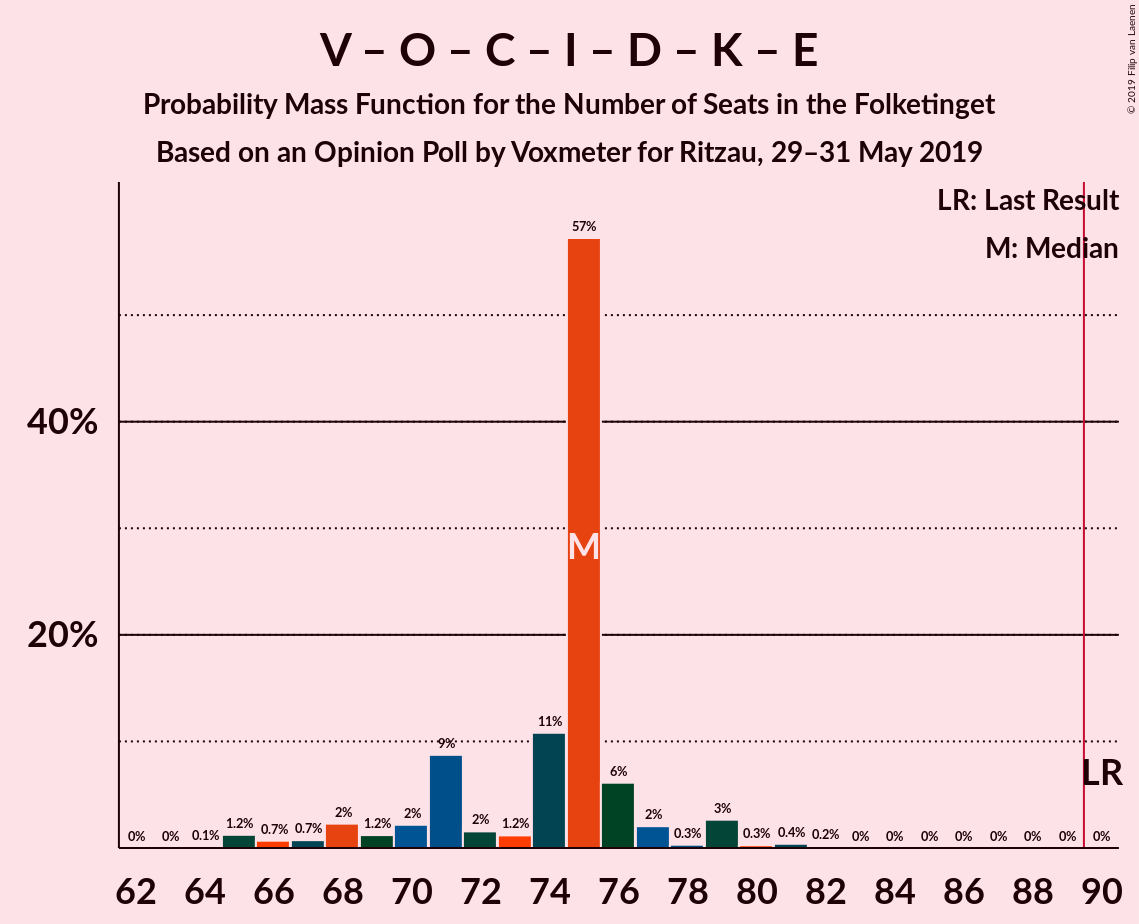 V – O – C – I – D – K – E
Probability Mass Function for the Number of Seats in the Folketinget
Based on an Opinion Poll by Voxmeter for Ritzau, 29–31 May 2019
© 2019 Filip van Laenen
LR: Last Result
M: Median
57%
40%
M
20%
11%
9%
LR
6%
3%
0% 0% 0.1% 1.2% 0.7% 0.7% 2% 1.2% 2% 2% 1.2% 2% 0.3% 0.3% 0.4% 0.2% 0% 0% 0% 0% 0% 0% 0% 0%
62 64 66 68 70 72 74 76 78 80 82 84 86 88 90